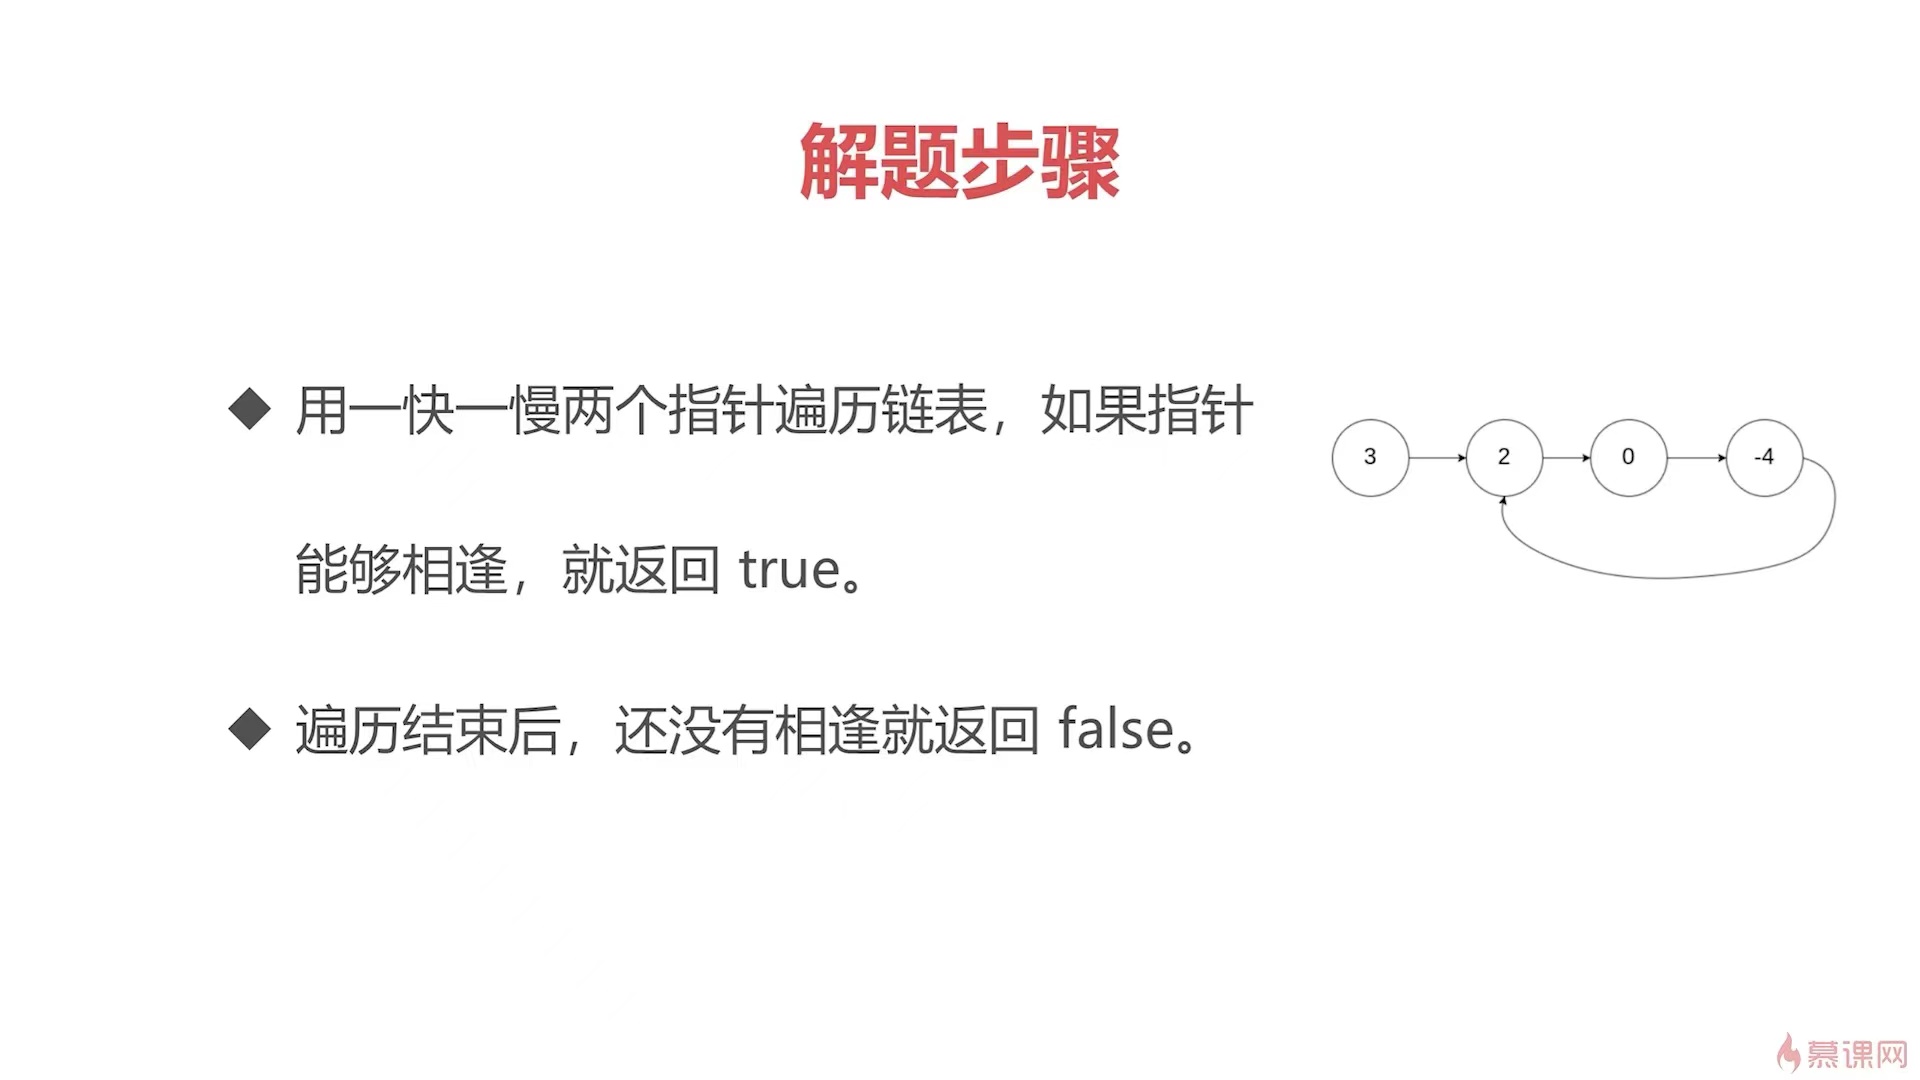 解题步骤
用一快一慢两个指针遍历链表，如果指针
能够相逢，就返回 true。
遍历结束后，还没有相逢就返回 false。
3 2 0 -4
慕课网